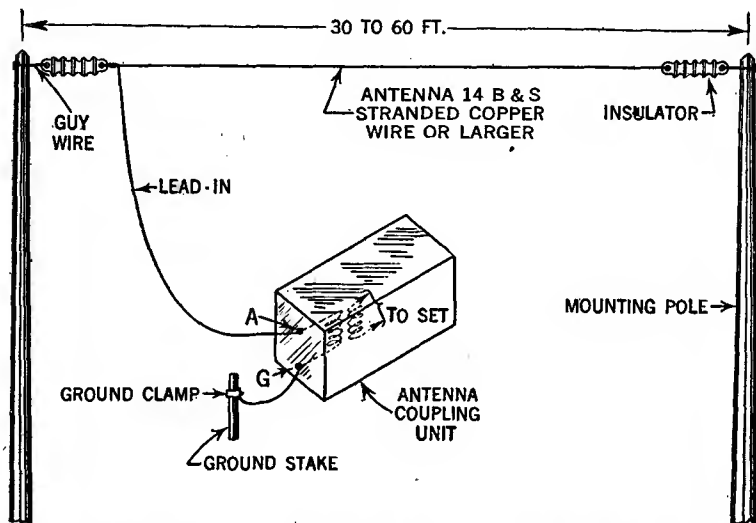 30 TO 60 FT.
GUY
WIRE
ANTENNA 14 B & S
STRANDED COPPER
WIRE OR LARGER
INSULATOR
LEAD-IN
A
TO SET
MOUNTING POLE
G
GROUND CLAMP
ANTENNA
COUPLING
UNIT
GROUND STAKE